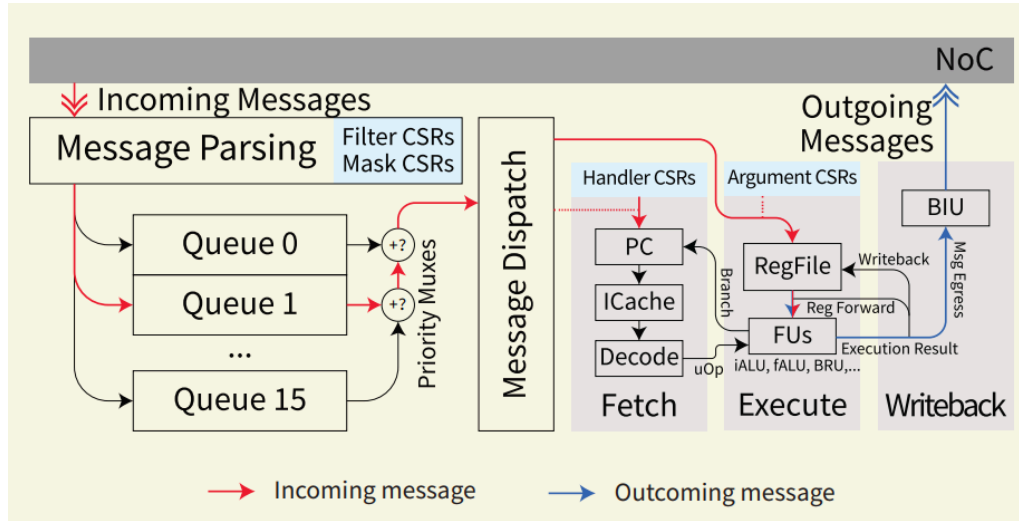 NoC
Incoming Messages
Outgoing
Messages
Message Parsing
Filter CSRs
Mask CSRs
Queue 0
Queue 1
...
Queue 15
+?
+?
Priority Muxes
Message Dispatch
Handler CSRs
PC
ICache
Decode
Fetch
Branch
uOp
Argument CSRs
RegFile
Reg Forward
FUs
iALU, fALU, BRU,...
Execute
Writeback
Execution Result
BIU
Msg Egress
Writeback
Incoming message
Outcoming message